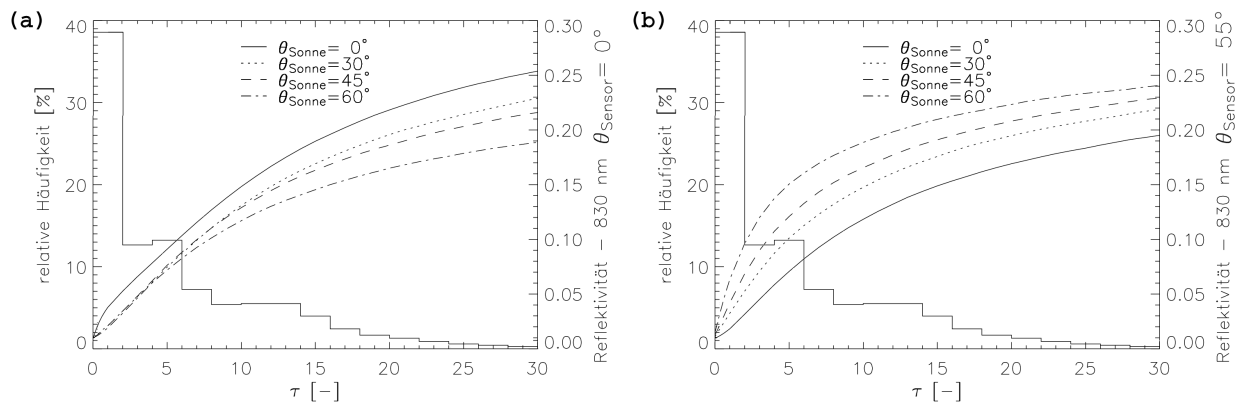 (a)
relative Häufigkeit [%]
40
30
20
10
0
θSonne= 0°
θSonne=30°
θSonne=45°
θSonne=60°
0.30
0.25
0.20
0.15
0.10
0.05
0.00
Reflektivität - 830 nm θSensor= 0°
0 5 10 15 20 25 30
τ [-]
(b)
relative Häufigkeit [%]
40
30
20
10
0
θSonne= 0°
θSonne=30°
θSonne=45°
θSonne=60°
0.30
0.25
0.20
0.15
0.10
0.05
0.00
Reflektivität - 830 nm θSensor= 55°
0 5 10 15 20 25 30
τ [-]